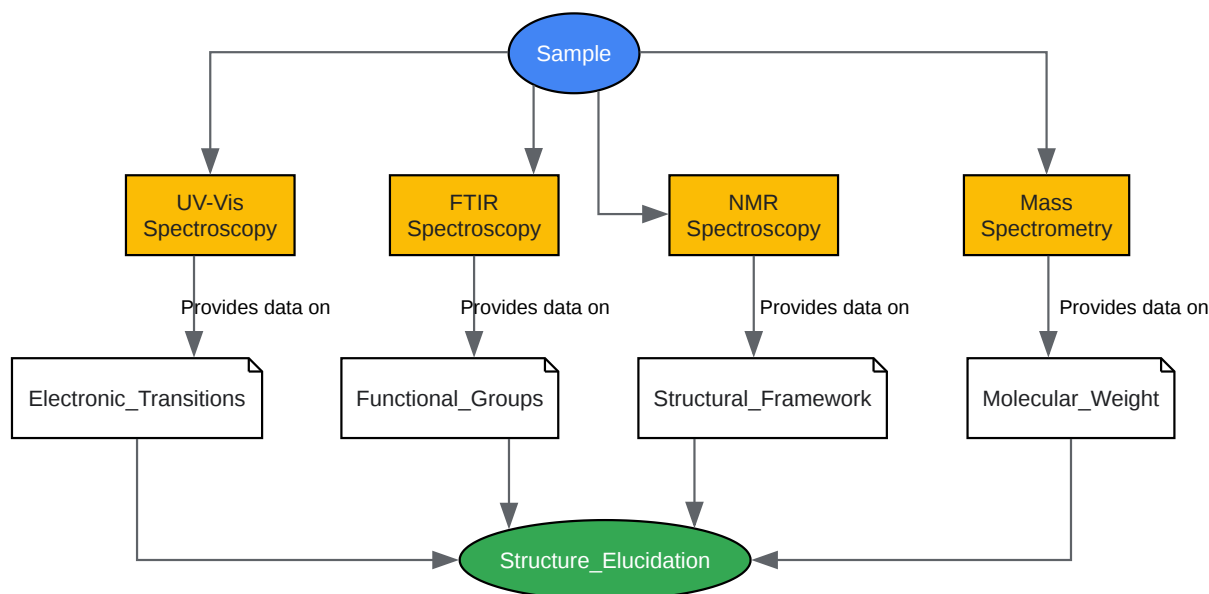 Sample
UV-Vis
Spectroscopy
FTIR
Spectroscopy
NMR
Spectroscopy
Mass
Spectrometry
Provides data on
Provides data on
Provides data on
Provides data on
Electronic_Transitions
Functional_Groups
Structural_Framework
Molecular_Weight
Structure_Elucidation